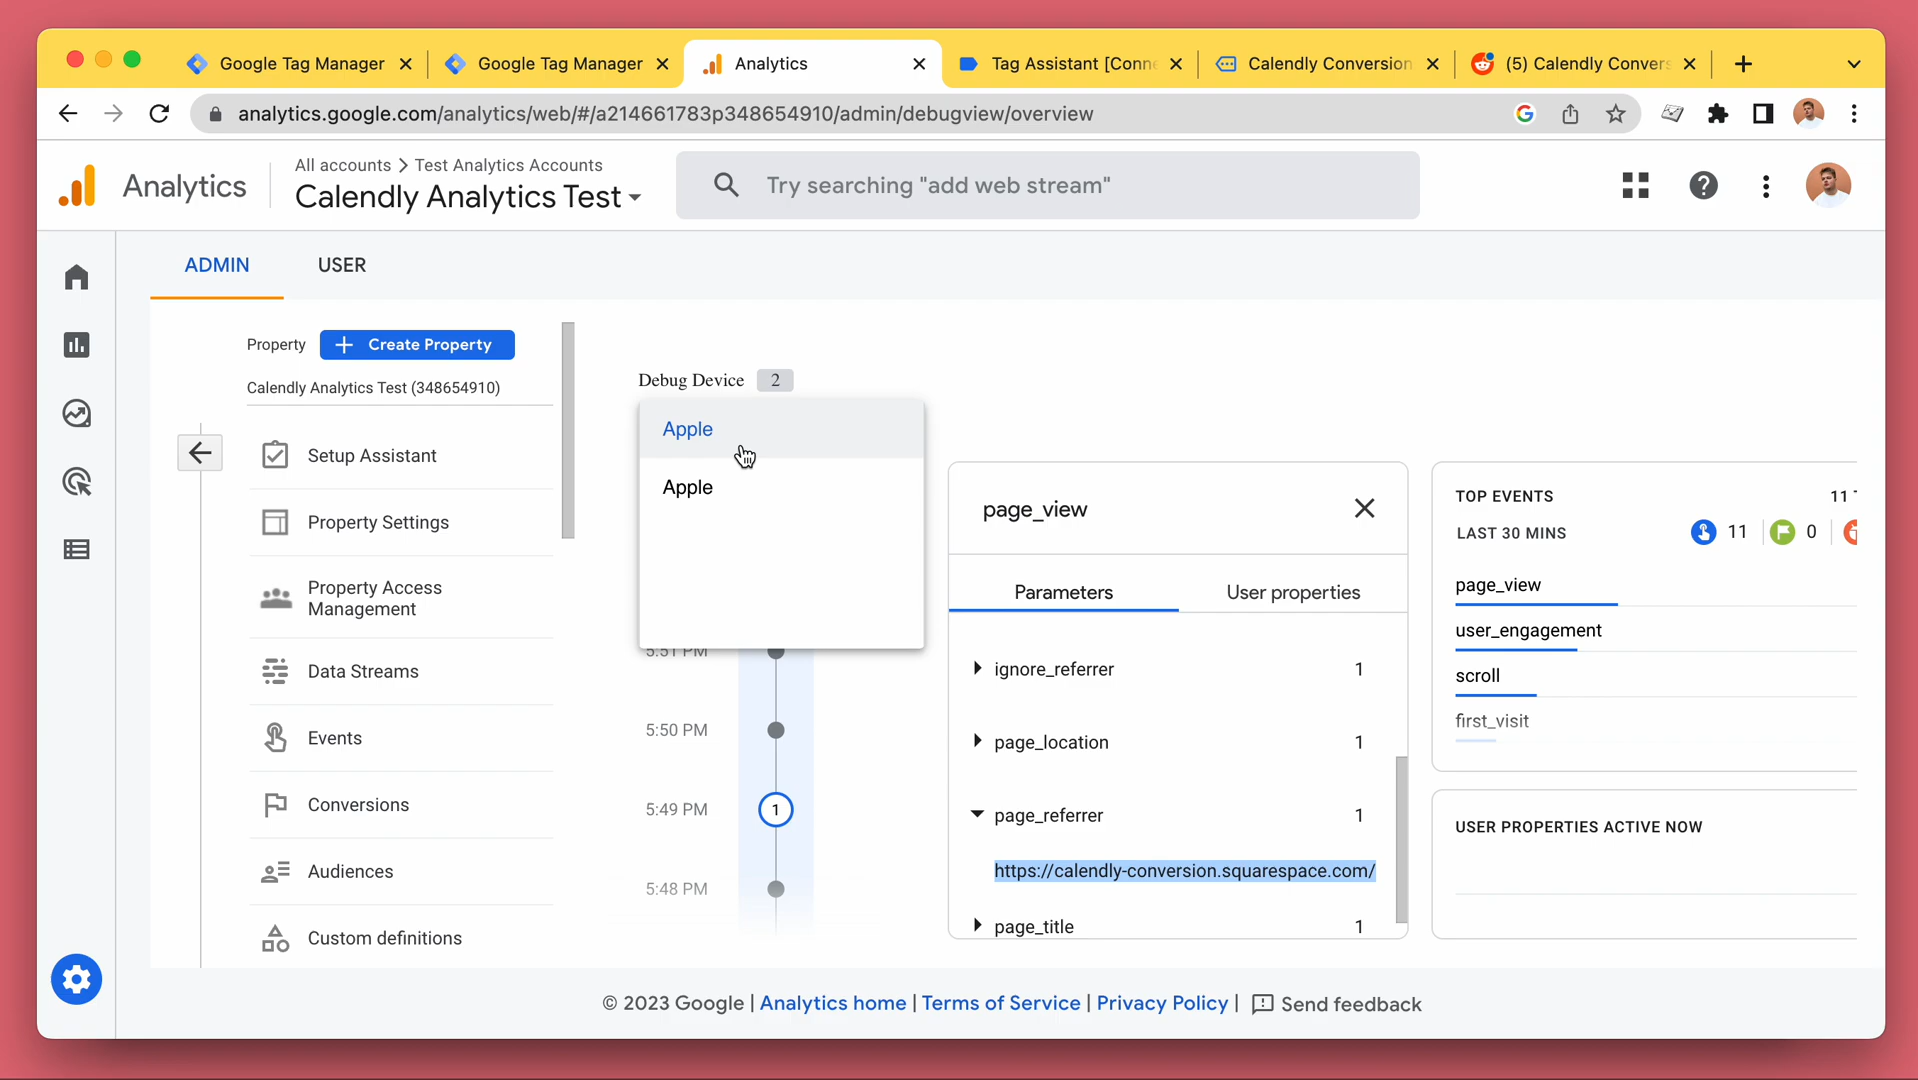 Google Tag Manager
Google Tag Manager
Analytics
Tag Assistant [Conne
Calendly Conversion
(5) Calendly Convers
analytics.google.com/analytics/web/#/a214661783p348654910/admin/debugview/overview
Analytics
All accounts > Test Analytics Accounts
Calendly Analytics Test
Try searching "add web stream"
ADMIN
USER
Property
Create Property
Calendly Analytics Test (348654910)
Setup Assistant
Property Settings
Property Access
Management
Data Streams
Events
Conversions
Audiences
Custom definitions
Debug Device 2
Apple
Apple
5:51 PM
5:50 PM
5:49 PM
1
5:48 PM
page_view
Parameters
User properties
ignore_referrer 1
page_location 1
page_referrer 1
https://calendly-conversion.squarespace.com/
page_title 1
TOP EVENTS
11
LAST 30 MINS
11
0
page_view
user_engagement
scroll
first_visit
USER PROPERTIES ACTIVE NOW
© 2023 Google | Analytics home | Terms of Service | Privacy Policy | Send feedback